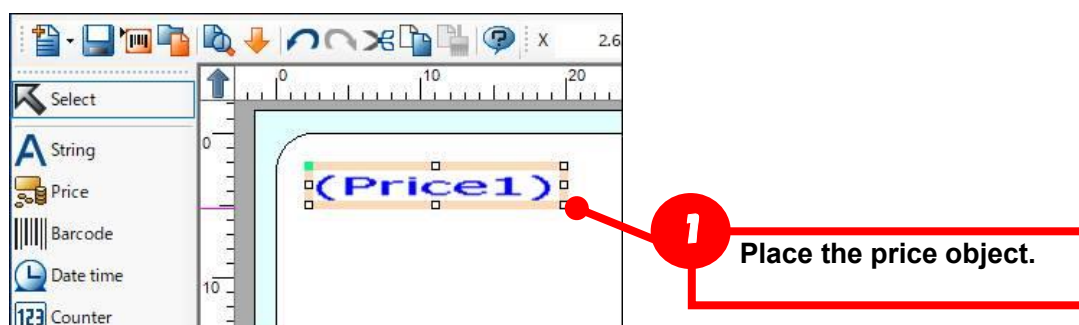 X 2.6
0 10 20
Select
0
String
(Price1)
Price
1
Place the price object.
Barcode
Date time
10
123 Counter